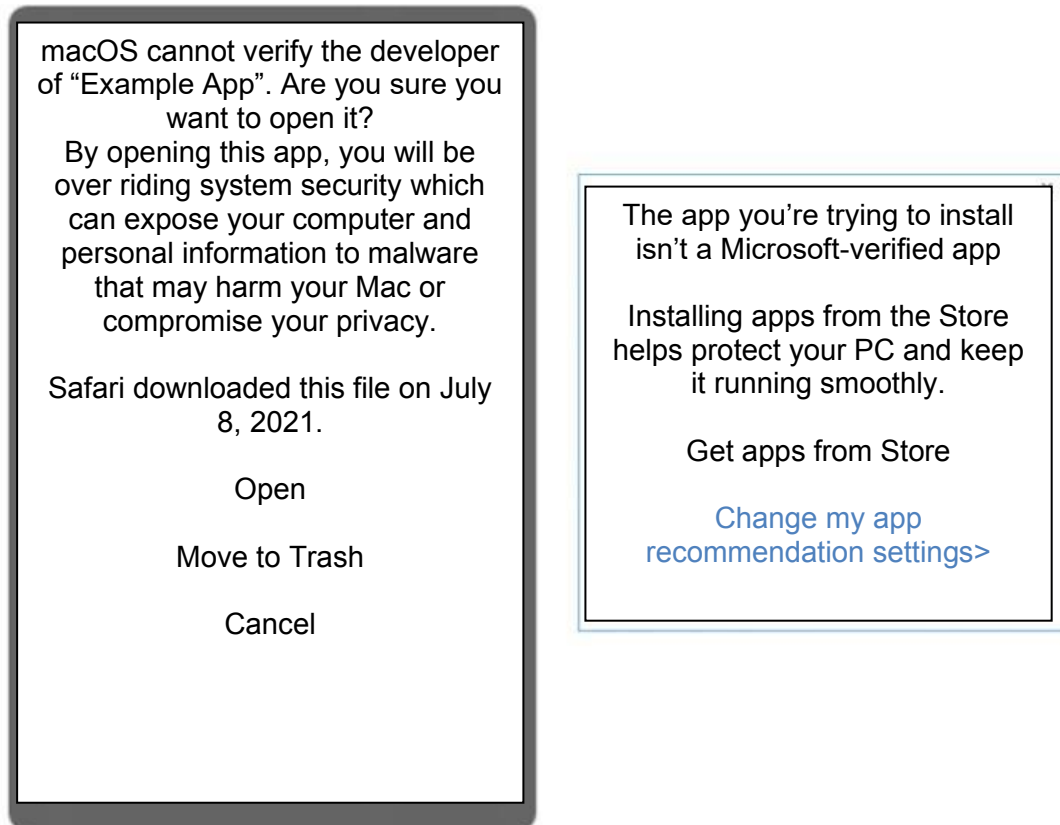 macOS cannot verify the developer
of “Example App”. Are you sure you
want to open it?
By opening this app, you will be
over riding system security which
can expose your computer and
personal information to malware
that may harm your Mac or
compromise your privacy.
Safari downloaded this file on July
8, 2021.
Open
Move to Trash
Cancel
The app you’re trying to install
isn’t a Microsoft-verified app
Installing apps from the Store
helps protect your PC and keep
it running smoothly.
Get apps from Store
Change my app
recommendation settings>